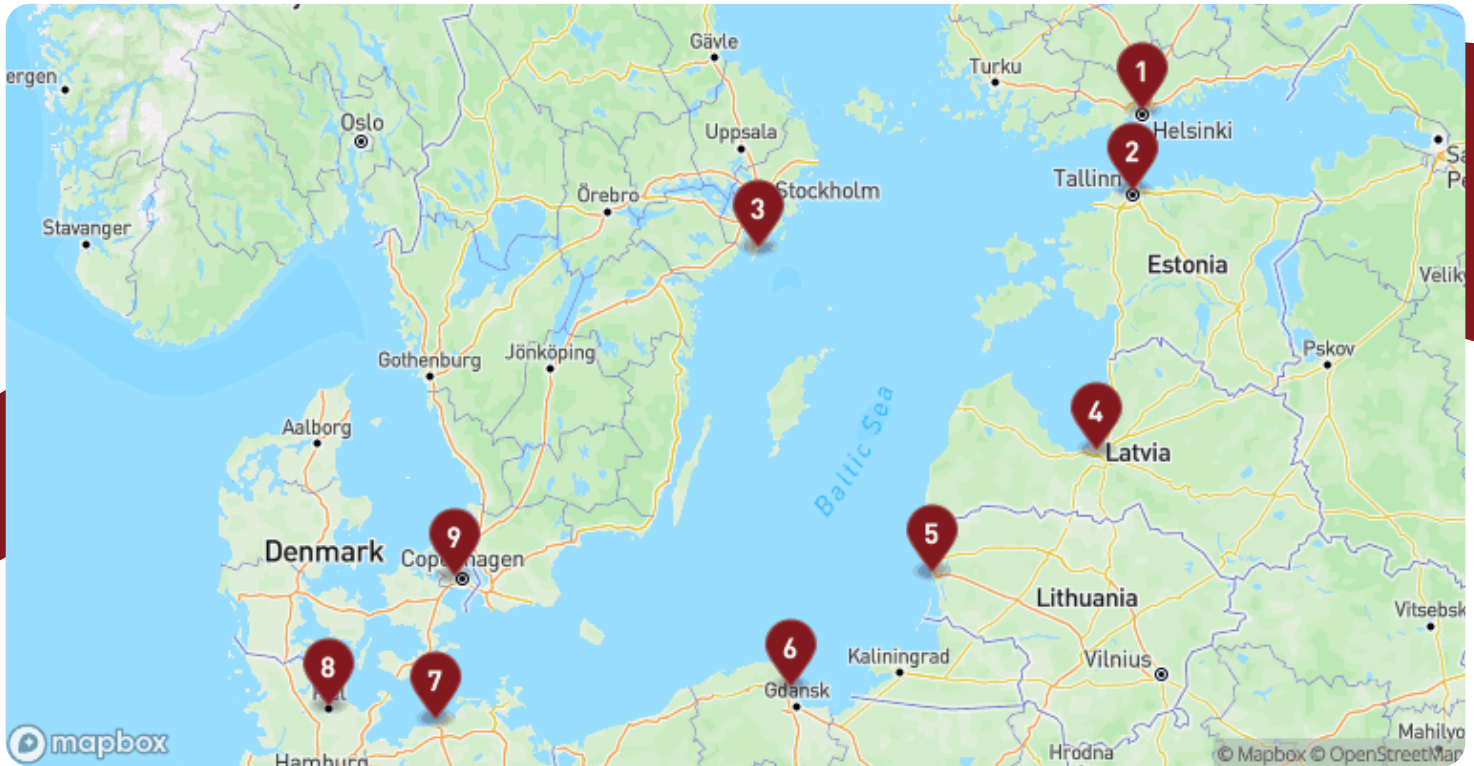 Gävle
Turku
1
ergen
Oslo
Uppsala
Helsinki
2
Tallinn
Stockholm
Örebro
3
Stavanger
Estonia
Velik
Gothenburg
Jönköping
Pskov
Baltic Sea
4
Aalborg
Latvia
5
9
Denmark
Lithuania
Vitebsk
6
Kaliningrad
Vilnius
8
7
Gdansk
mapbox
Hamburg
Hrodna
Mahilyo
© Mapbox © OpenStreetMap